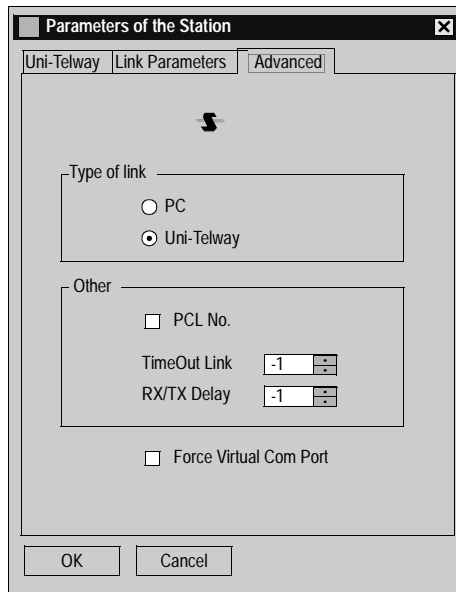 Parameters of the Station
Uni-Telway Link Parameters Advanced
Type of link
PC
Uni-Telway
Other
PCL No.
TimeOut Link -1
RX/TX Delay -1
Force Virtual Com Port
OK Cancel